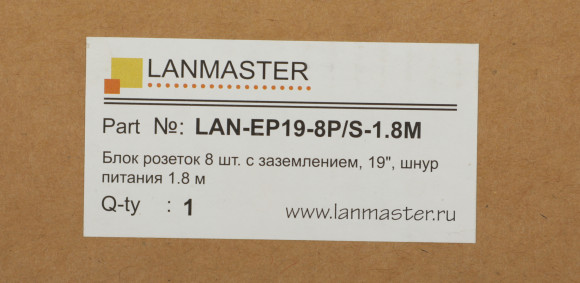 LANMASTER
Part №: LAN-EP19-8P/S-1.8M
Блок розеток 8 шт. с заземлением, 19", шнур
питания 1.8 м
Q-ty : 1
www.lanmaster.ru